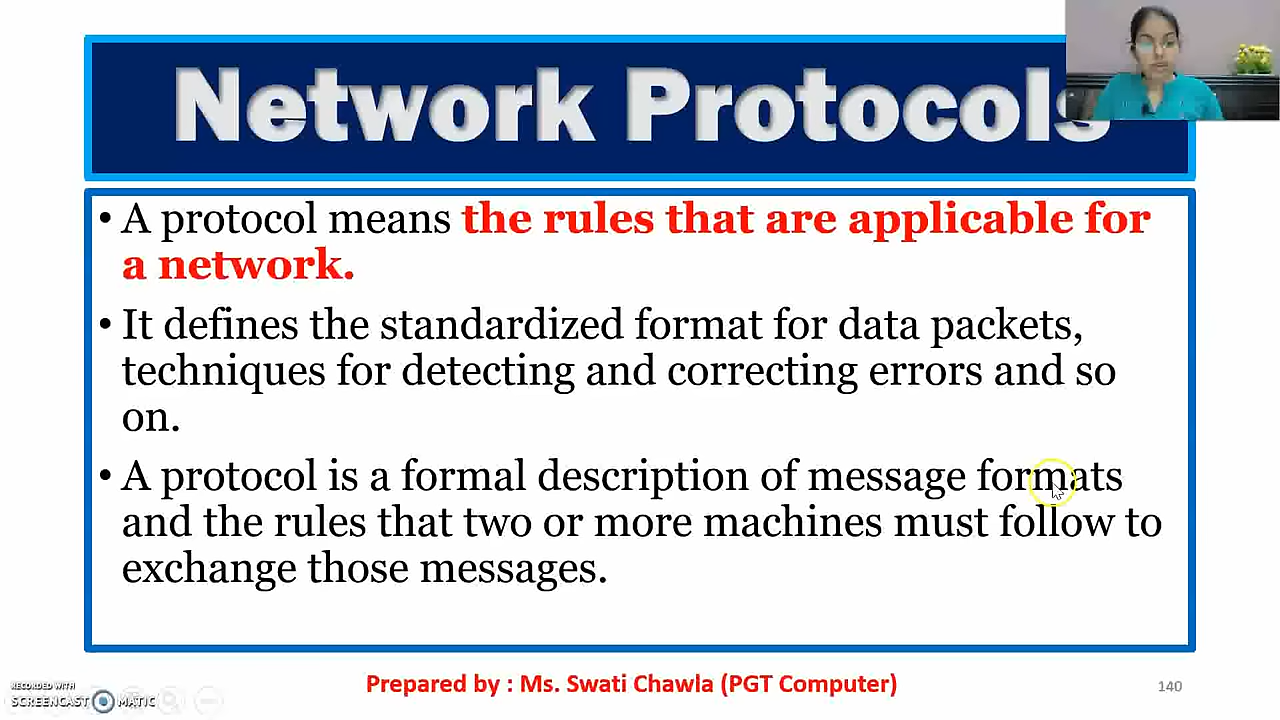 Network Protocols
• A protocol means the rules that are applicable for
a network.
• It defines the standardized format for data packets,
techniques for detecting and correcting errors and so
on.
• A protocol is a formal description of message formats
and the rules that two or more machines must follow to
exchange those messages.
Prepared by : Ms. Swati Chawla (PGT Computer)
140
RECORDED WITH
SCREENCAST MATIC